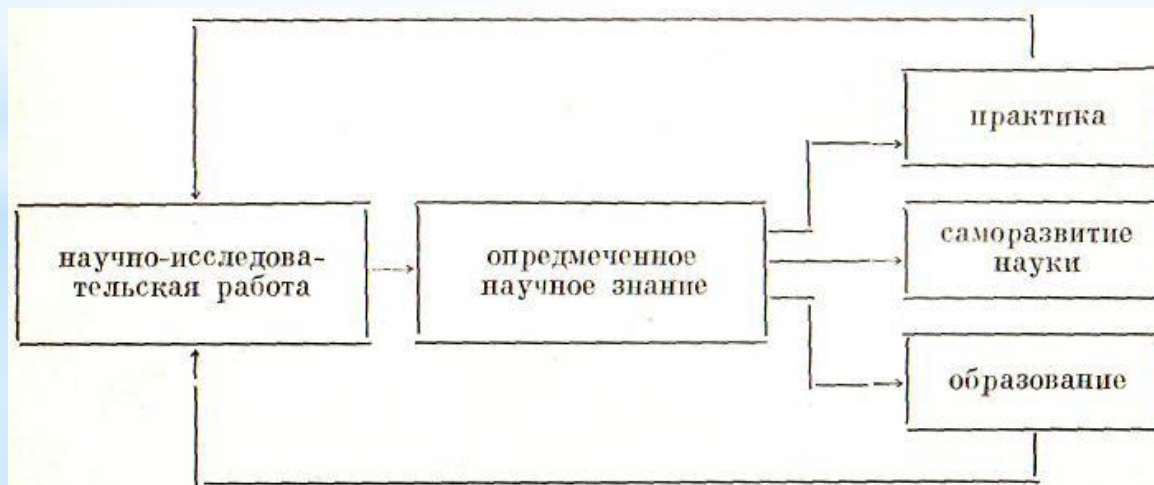 практика
научно-исследова-
тельская работа
опредмеченное
научное знание
саморазвитие
науки
образование